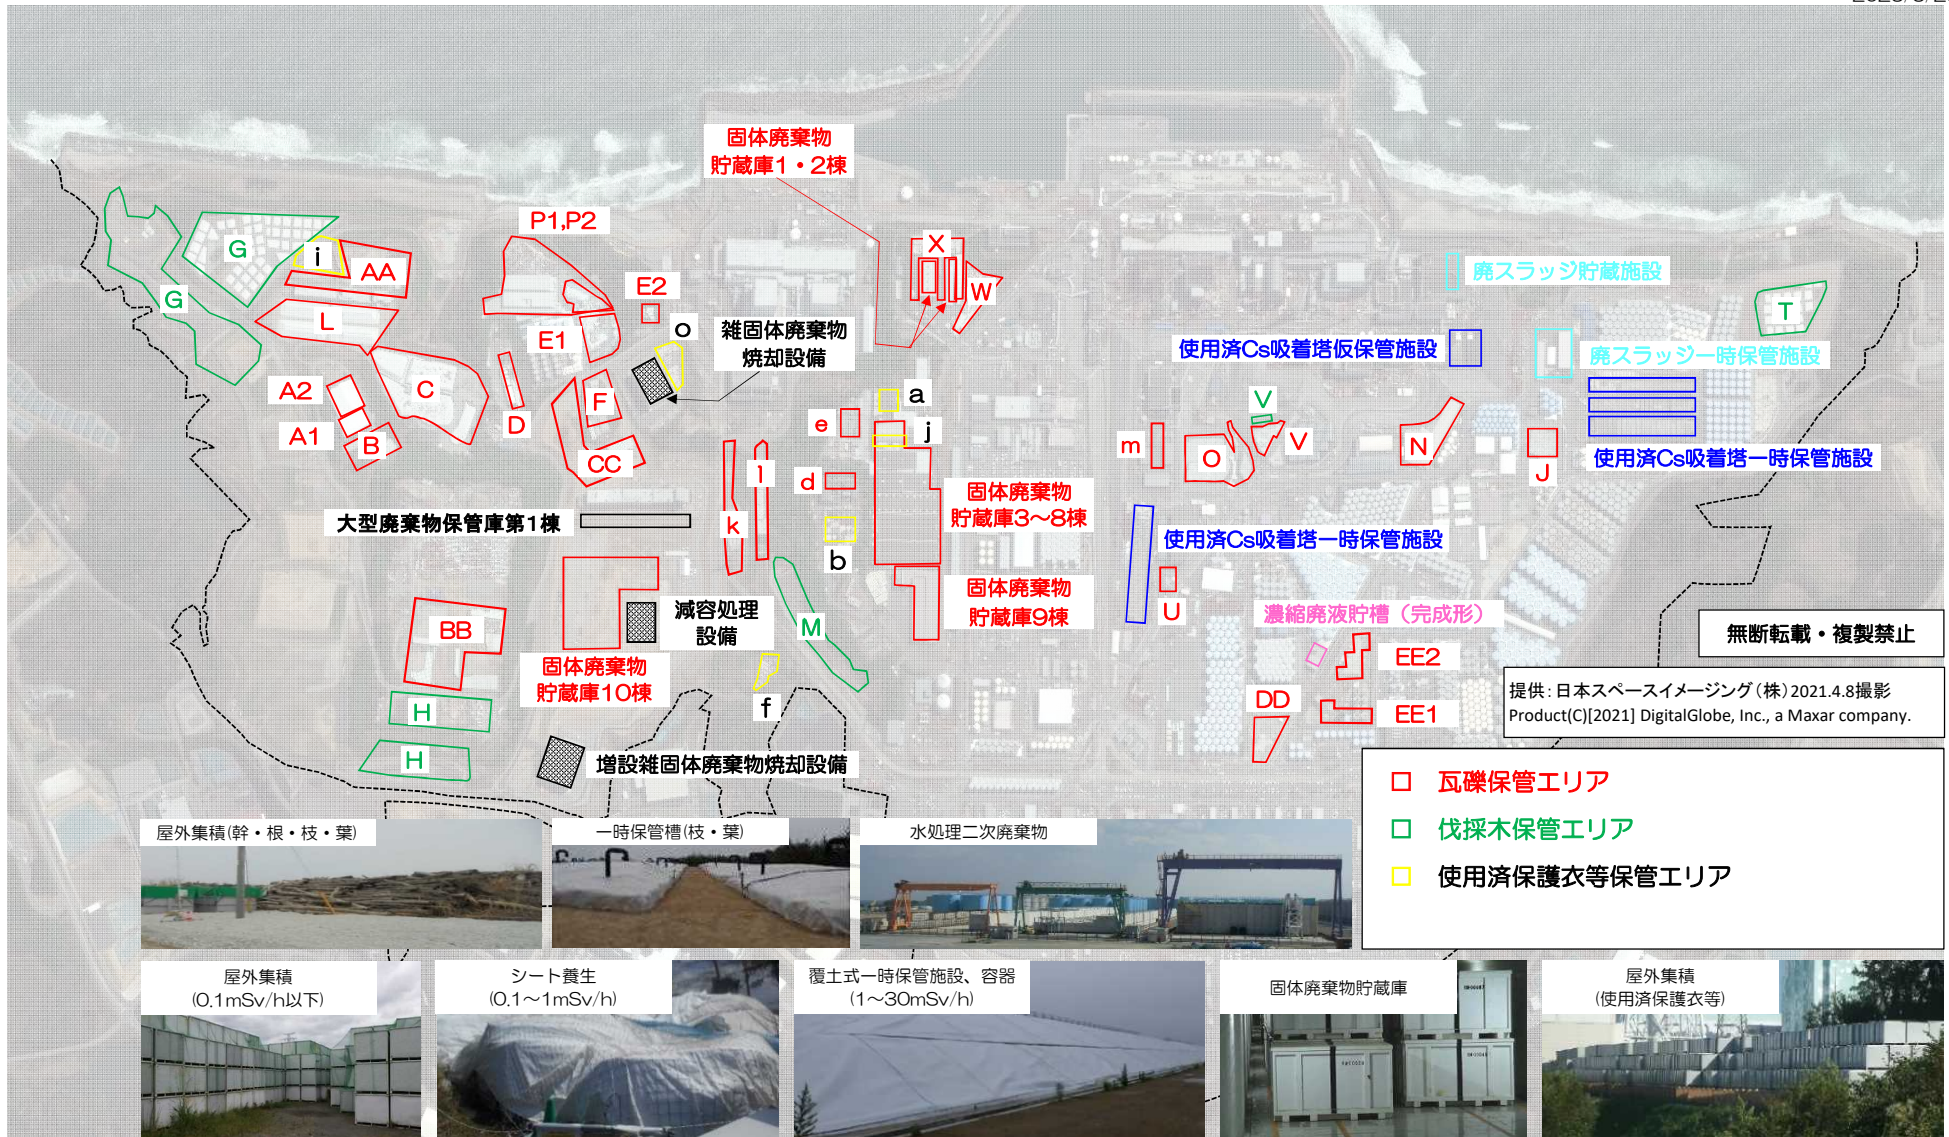 固体廃棄物
貯蔵庫1・2棟
P1,P2
G
i
AA
G
L
E2
E1
o
雑固体廃棄物
焼却設備
X
W
廃スラッジ貯蔵施設
T
使用済Cs吸着塔仮保管施設
廃スラッジ一時保管施設
A2
A1
B
C
D
F
CC
a
e
j
d
m
O
V
V
N
J
使用済Cs吸着塔一時保管施設
大型廃棄物保管庫第1棟
k
l
b
固体廃棄物
貯蔵庫3～8棟
使用済Cs吸着塔一時保管施設
U
固体廃棄物
貯蔵庫9棟
BB
減容処理
設備
M
濃縮廃液貯槽（完成形）
EE2
EE1
DD
固体廃棄物
貯蔵庫10棟
f
H
H
増設雑固体廃棄物焼却設備
無断転載・複製禁止
提供：日本スペースイメージング（株）2021.4.8撮影
Product(C)[2021] DigitalGlobe, Inc., a Maxar company.
瓦礫保管エリア
伐採木保管エリア
使用済保護衣等保管エリア
屋外集積(幹・根・枝・葉)
一時保管槽(枝・葉)
水処理二次廃棄物
屋外集積
(0.1mSv/h以下)
シート養生
(0.1～1mSv/h)
覆土式一時保管施設、容器
(1～30mSv/h)
固体廃棄物貯蔵庫
屋外集積
(使用済保護衣等)